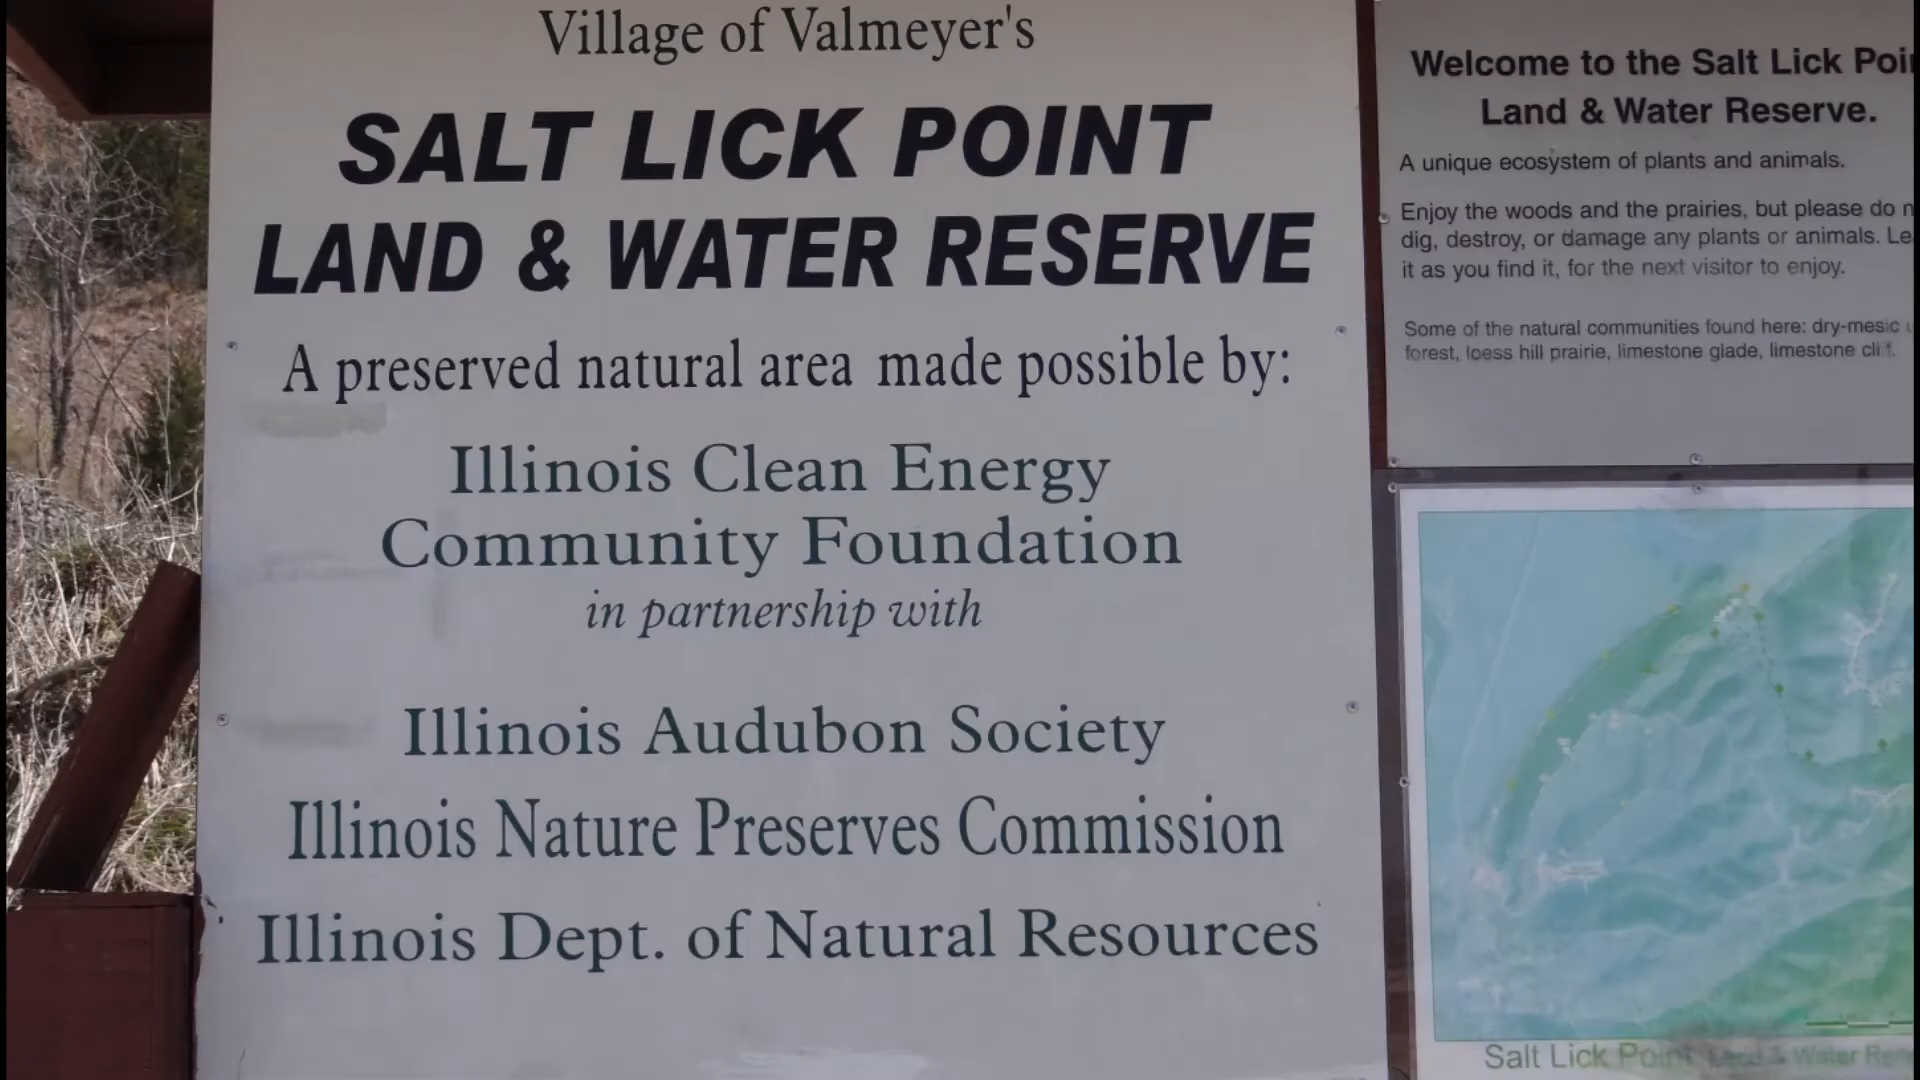 Village of Valmeyer's
SALT LICK POINT
LAND & WATER RESERVE
A preserved natural area made possible by:
Illinois Clean Energy
Community Foundation
in partnership with
Illinois Audubon Society
Illinois Nature Preserves Commission
Illinois Dept. of Natural Resources
Welcome to the Salt Lick Poi
Land & Water Reserve.
A unique ecosystem of plants and animals.
Enjoy the woods and the prairies, but please do n
dig, destroy, or damage any plants or animals. Le
it as you find it, for the next visitor to enjoy.
Some of the natural communities found here: dry-mesic
forest, loess hill prairie, limestone glade, limestone cliff.
Salt Lick Point Land & Water Re